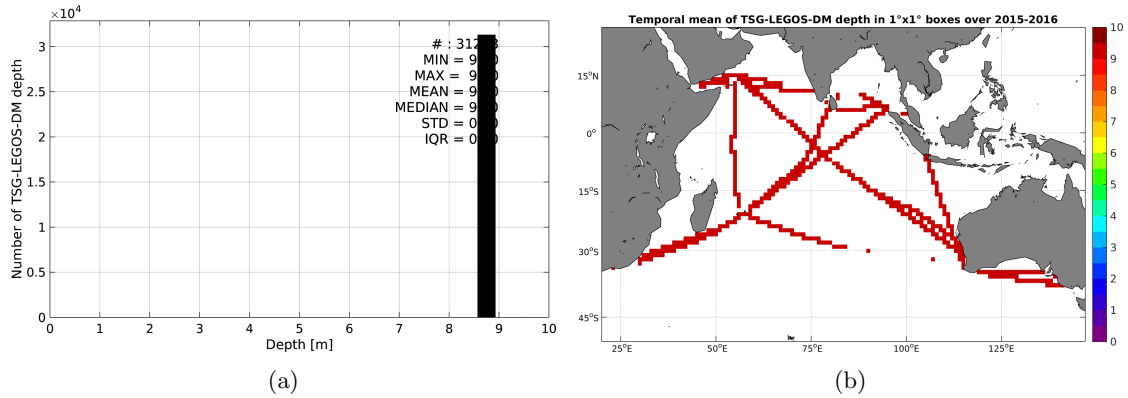 ×10⁴
3
2.5
2
1.5
1
0.5
0
Number of TSG-LEGOS-DM depth
# : 312
MIN = 9
MAX = 9
MEAN = 9
MEDIAN = 9
STD = 0
IQR = 0
0 1 2 3 4 5 6 7 8 9 10
Depth [m]
(a)
Temporal mean of TSG-LEGOS-DM depth in 1°x1° boxes over 2015-2016
15°N
0°
15°S
30°S
45°S
25°E 50°E 75°E 100°E 125°E
10
9
8
7
6
5
4
3
2
1
0
(b)